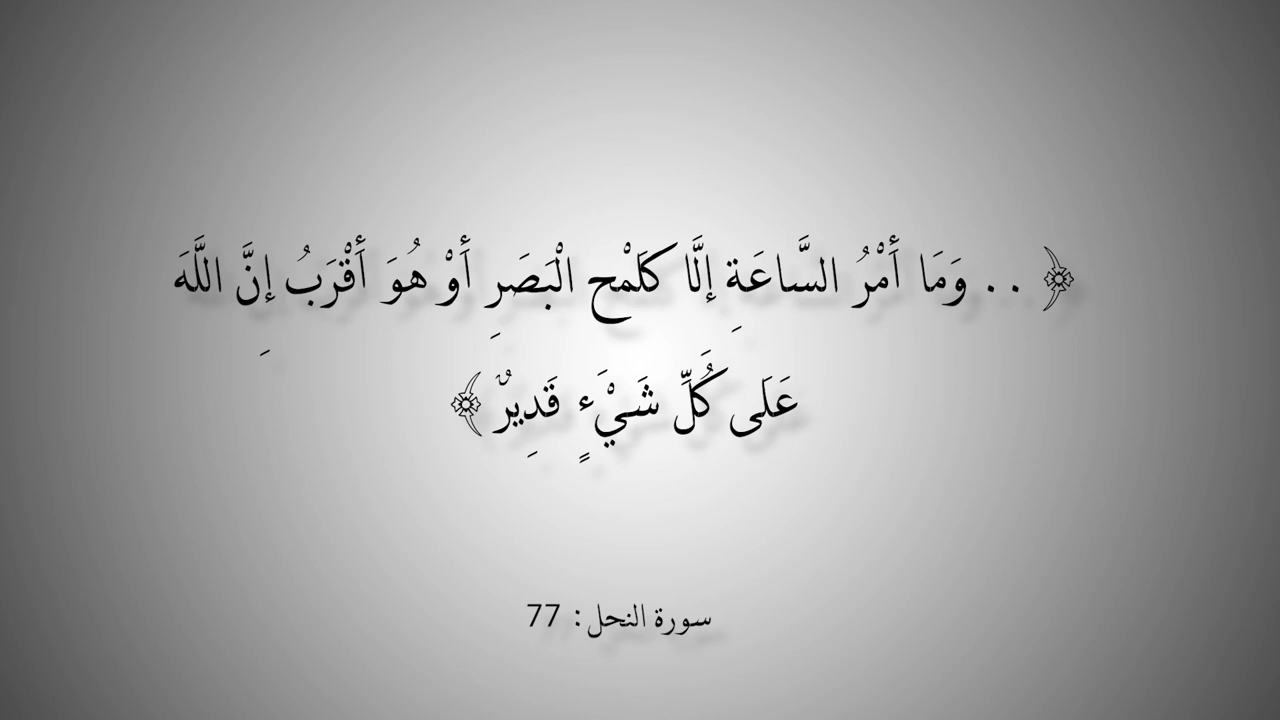 ﴿ .. وَمَا أَمْرُ السَّاعَةِ إِلَّا كَلَمْحِ الْبَصَرِ أَوْ هُوَ أَقْرَبُ إِنَّ اللَّهَ
عَلَى كُلِّ شَيْءٍ قَدِيرٌ ﴾
سورة النحل : 77